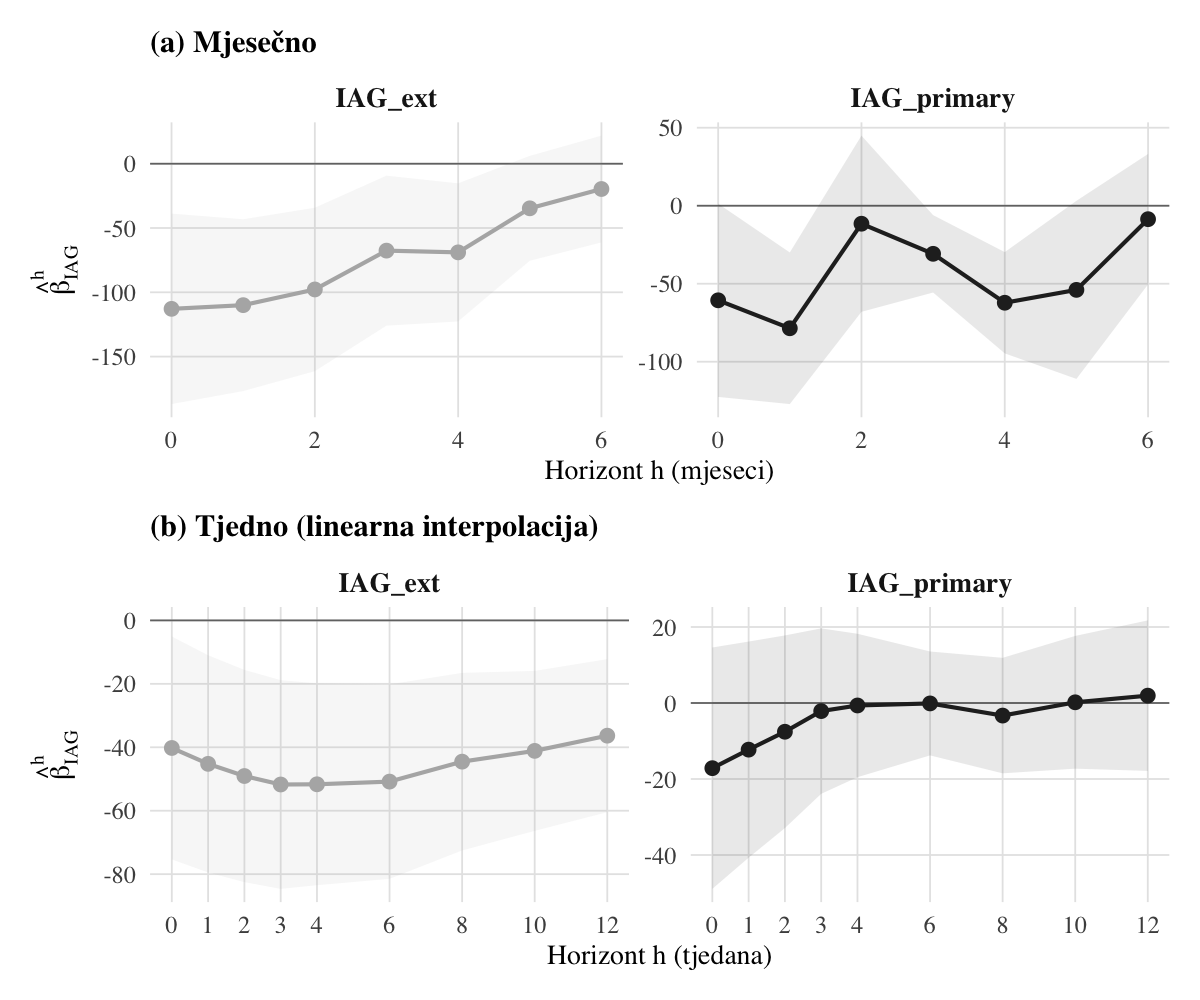 (a) Mjesečno
IAG_ext IAG_primary
0
-50
-100
-150
50
0
-50
-100
β̂ʰ_IAG
0 2 4 6 0 2 4 6
Horizont h (mjeseci)
(b) Tjedno (linearna interpolacija)
IAG_ext IAG_primary
0
-20
-40
-60
-80
20
0
-20
-40
β̂ʰ_IAG
0 1 2 3 4 6 8 10 12 0 1 2 3 4 6 8 10 12
Horizont h (tjedana)